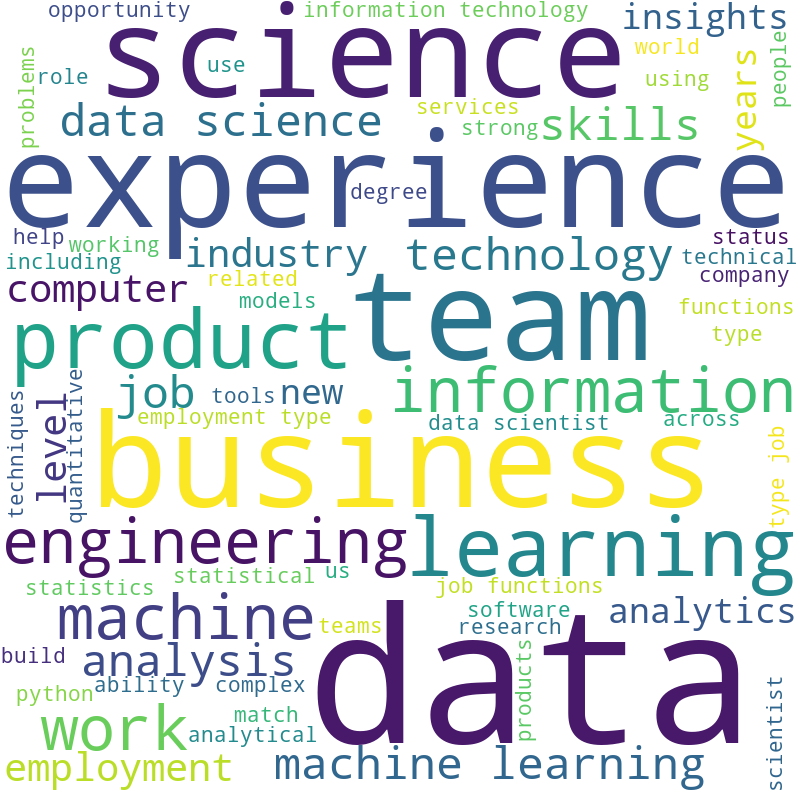 opportunity
information technology
insights
science
role
use
world
people
problems
using
years
data science
services
strong
skills
experience
degree
help
working
status
including
industry
technology
technical
computer
related
company
models
team
functions
product
type
information
job
tools
new
level
techniques
quantitative
employment type
data scientist
across
business
type job
engineering
learning
statistics
statistical
us
job functions
machine
teams
software
research
analytics
build
analysis
data
python
ability
complex
products
scientist
work
match
analytical
employment
machine learning